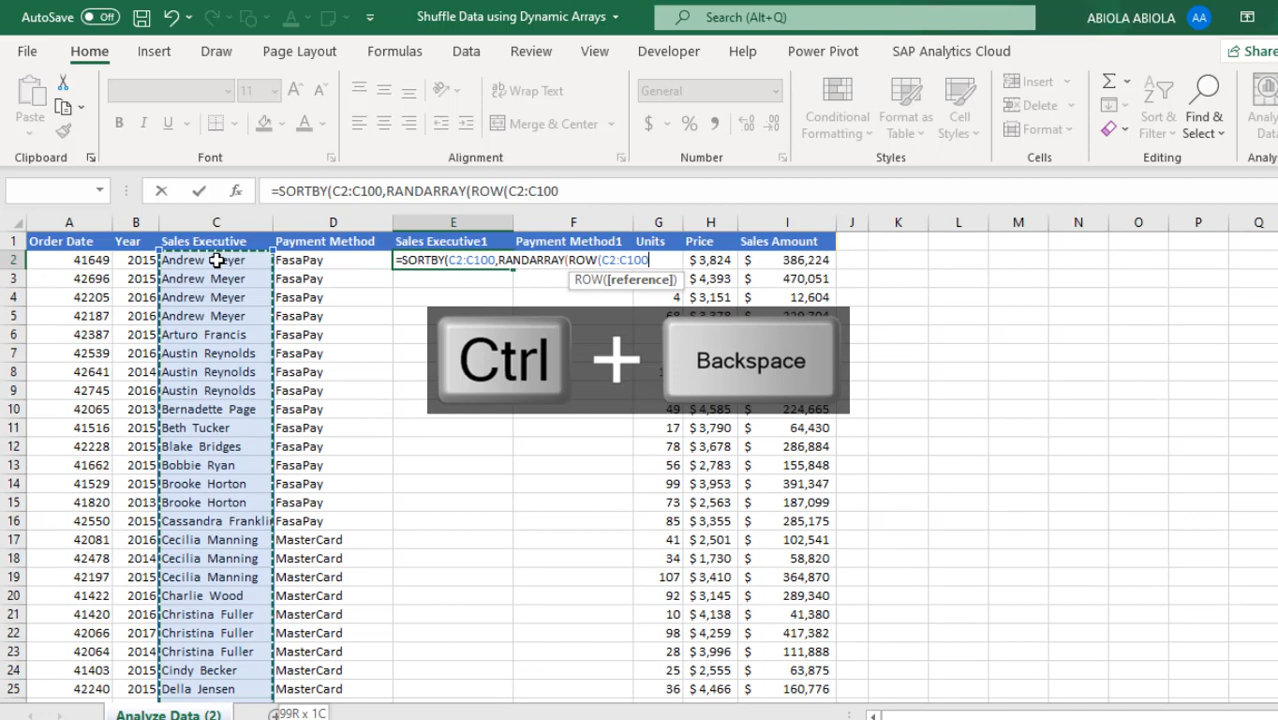 AutoSave Off Shuffle Data using Dynamic Arrays Search (Alt+Q) ABIOLA ABIOLA AA
File Home Insert Draw Page Layout Formulas Data Review View Developer Help Power Pivot SAP Analytics Cloud Share
Paste 11 Wrap Text General Conditional Formatting Format as Table Cell Styles Insert Sort & Filter Find & Select Analy Data
B I U Merge & Center $ % Delete Format
Clipboard Font Alignment Number Styles Cells Editing Analy
fx =SORTBY(C2:C100,RANDARRAY(ROW(C2:C100
A B C D E F G H I J K L M N O P Q
1 Order Date Year Sales Executive Payment Method Sales Executive1 Payment Method1 Units Price Sales Amount
2 41649 2015 Andrew Meyer FasaPay =SORTBY(C2:C100,RANDARRAY(ROW(C2:C100 $ 3,824 $ 386,224
3 42696 2015 Andrew Meyer FasaPay ROW([reference]) $ 4,393 $ 470,051
4 42205 2016 Andrew Meyer FasaPay 4 $ 3,151 $ 12,604
5 42187 2016 Andrew Meyer FasaPay
6 42387 2015 Arturo Francis FasaPay
7 42539 2016 Austin Reynolds FasaPay
8 42641 2014 Austin Reynolds FasaPay
9 42745 2016 Austin Reynolds FasaPay
Ctrl + Backspace
10 42065 2013 Bernadette Page FasaPay 49 $ 4,585 $ 224,665
11 41516 2015 Beth Tucker FasaPay 17 $ 3,790 $ 64,430
12 42228 2015 Blake Bridges FasaPay 78 $ 3,678 $ 286,884
13 41662 2015 Bobbie Ryan FasaPay 56 $ 2,783 $ 155,848
14 41529 2015 Brooke Horton FasaPay 99 $ 3,953 $ 391,347
15 41820 2013 Brooke Horton FasaPay 73 $ 2,563 $ 187,099
16 42550 2015 Cassandra Frankli FasaPay 85 $ 3,355 $ 285,175
17 42081 2016 Cecilia Manning MasterCard 41 $ 2,501 $ 102,541
18 42478 2014 Cecilia Manning MasterCard 34 $ 1,730 $ 58,820
19 42197 2016 Cecilia Manning MasterCard 107 $ 3,410 $ 364,870
20 41422 2016 Charlie Wood MasterCard 92 $ 3,145 $ 289,340
21 41420 2016 Christina Fuller MasterCard 10 $ 4,138 $ 41,380
22 42066 2017 Christina Fuller MasterCard 98 $ 4,259 $ 417,382
23 42064 2014 Christina Fuller MasterCard 28 $ 3,996 $ 111,888
24 41403 2015 Cindy Becker MasterCard 25 $ 2,555 $ 63,875
25 42240 2015 Della Jensen MasterCard 36 $ 4,466 $ 160,776
Analyze Data (2) 99R x 1C